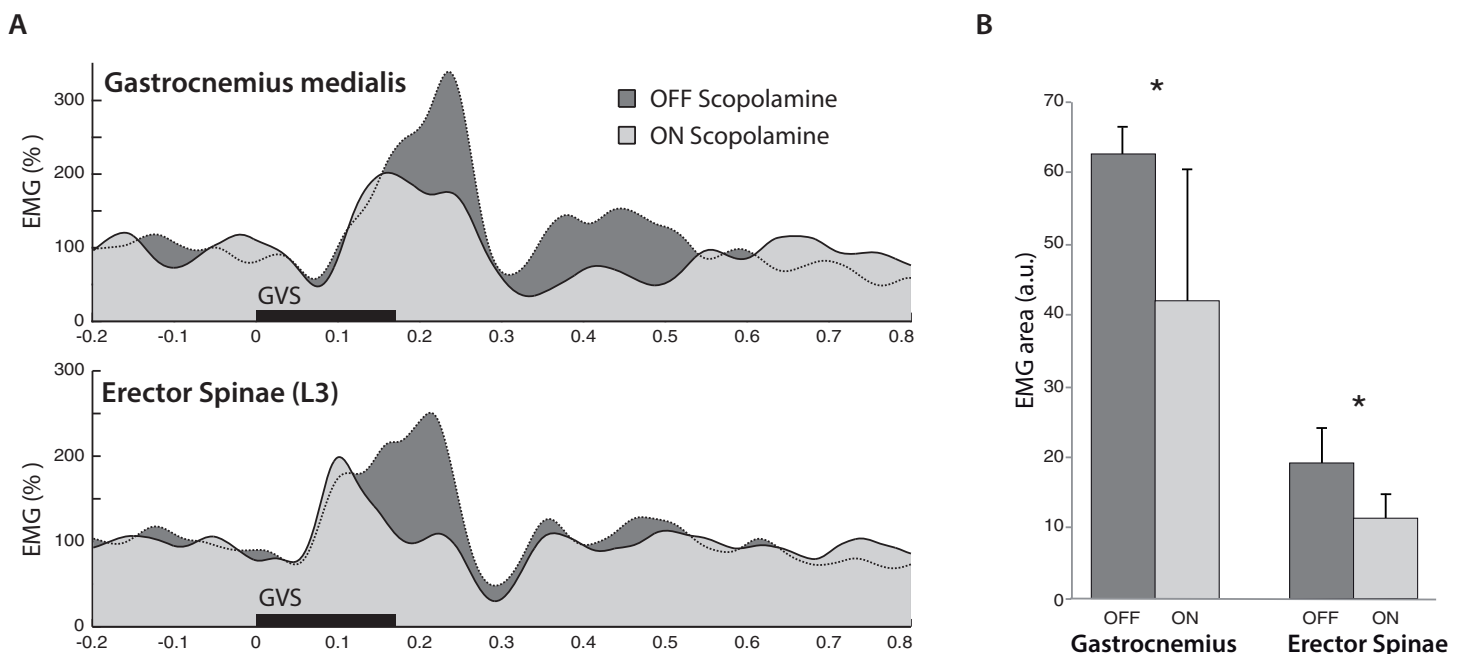 A
Gastrocnemius medialis
OFF Scopolamine
ON Scopolamine
EMG (% )
300
200
100
0
GVS
-0.2 -0.1 0 0.1 0.2 0.3 0.4 0.5 0.6 0.7 0.8
Erector Spinae (L3)
EMG (% )
300
200
100
0
GVS
-0.2 -0.1 0 0.1 0.2 0.3 0.4 0.5 0.6 0.7 0.8
B
EMG area (a.u.)
70
60
50
40
30
20
10
0
*
*
OFF ON OFF ON
Gastrocnemius Erector Spinae